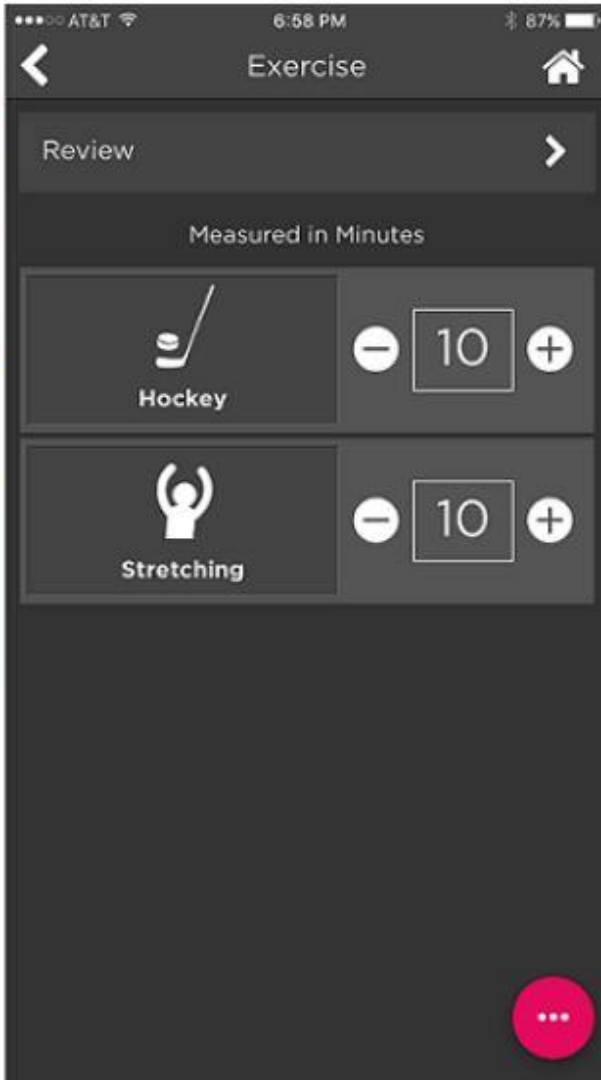 AT&T 6:58 PM 87%
Exercise
Review
Measured in Minutes
10
Hockey
10
Stretching